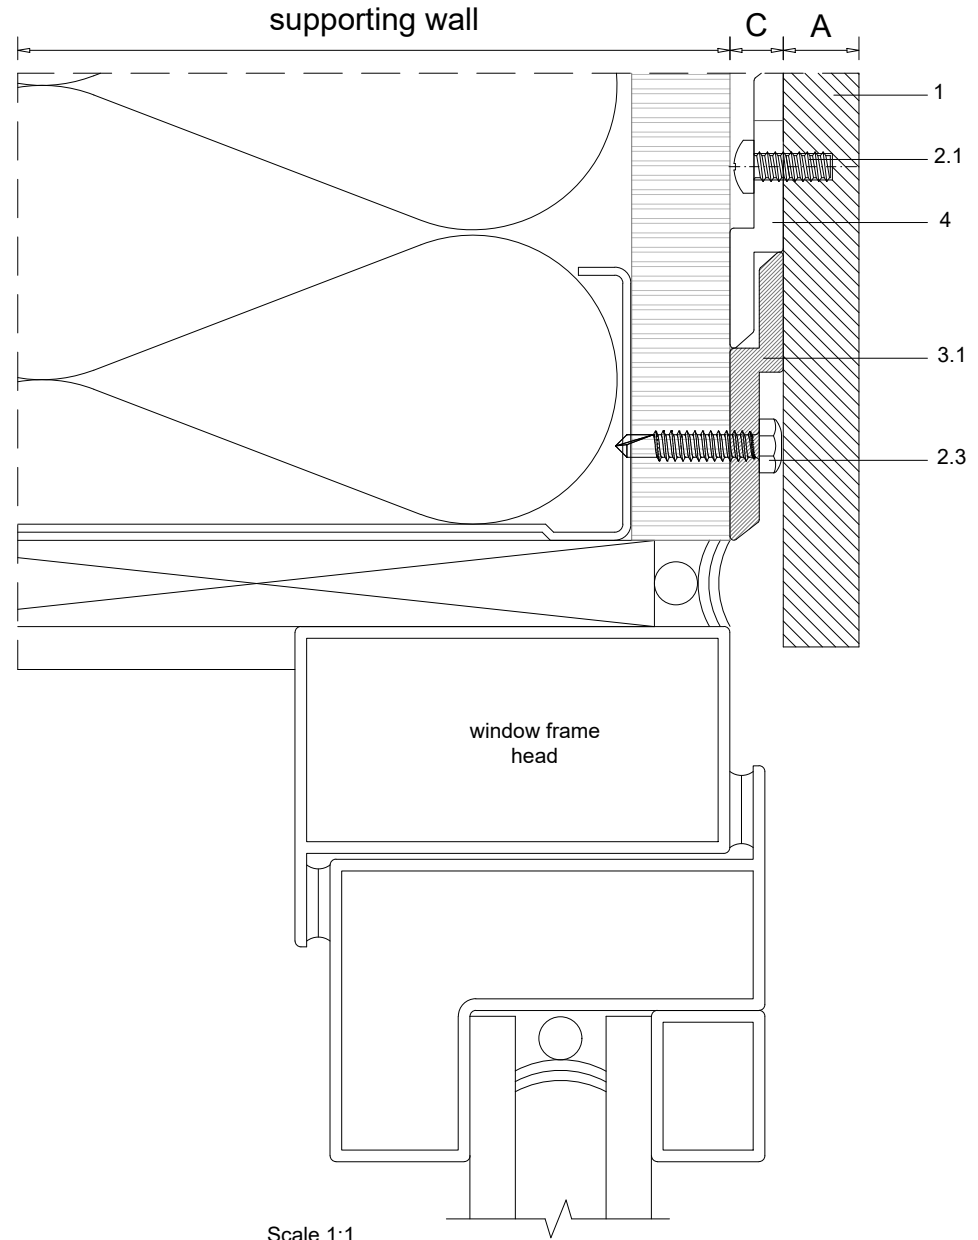 supporting wall
C
A
1
2.1
4
3.1
2.3
window frame
head
Scale 1:1